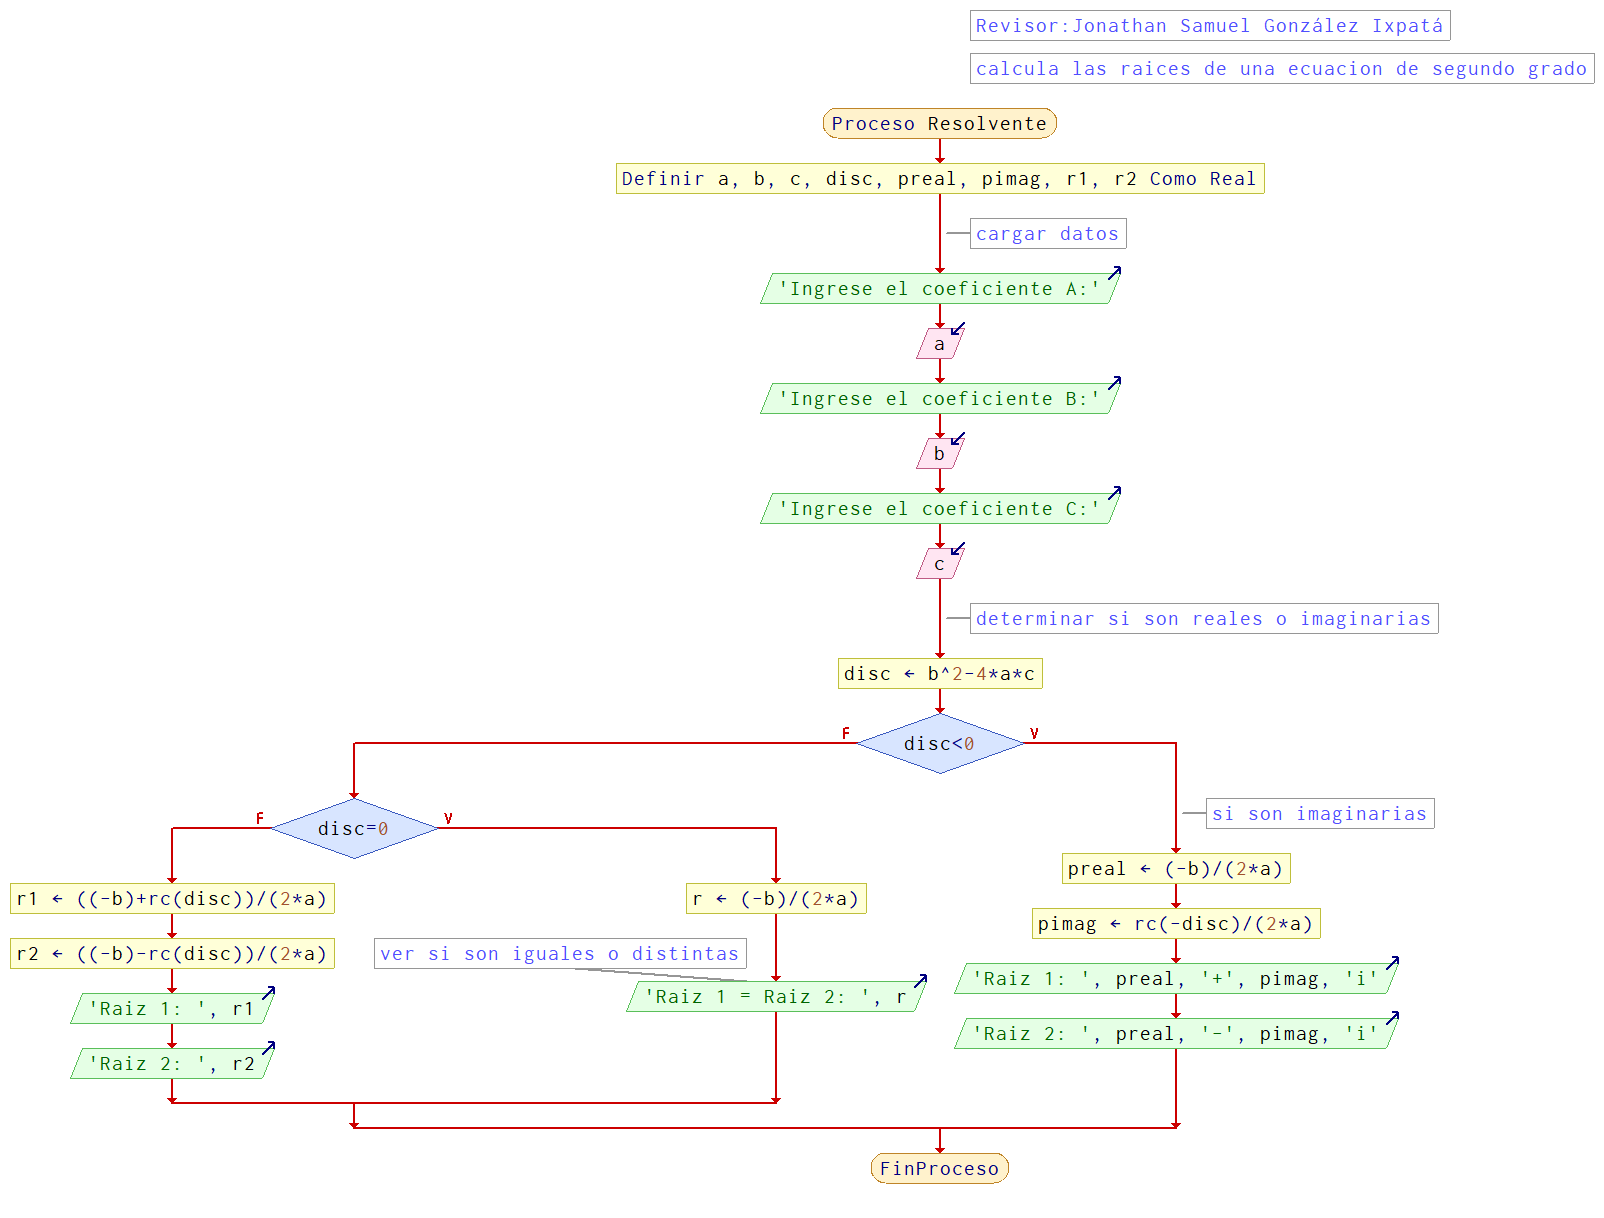 Revisor:Jonathan Samuel González Ixpatá
calcula las raices de una ecuacion de segundo grado
Proceso Resolvente
Definir a, b, c, disc, preal, pimag, r1, r2 Como Real
cargar datos
'Ingrese el coeficiente A:'
a
'Ingrese el coeficiente B:'
b
'Ingrese el coeficiente C:'
c
determinar si son reales o imaginarias
disc ← b^2-4*a*c
disc<0
F
V
disc=0
F
V
r1 ← ((-b)+rc(disc))/(2*a)
r2 ← ((-b)-rc(disc))/(2*a)
'Raiz 1: ', r1
'Raiz 2: ', r2
r ← (-b)/(2*a)
ver si son iguales o distintas
'Raiz 1 = Raiz 2: ', r
si son imaginarias
preal ← (-b)/(2*a)
pimag ← rc(-disc)/(2*a)
'Raiz 1: ', preal, '+', pimag, 'i'
'Raiz 2: ', preal, '-', pimag, 'i'
FinProceso